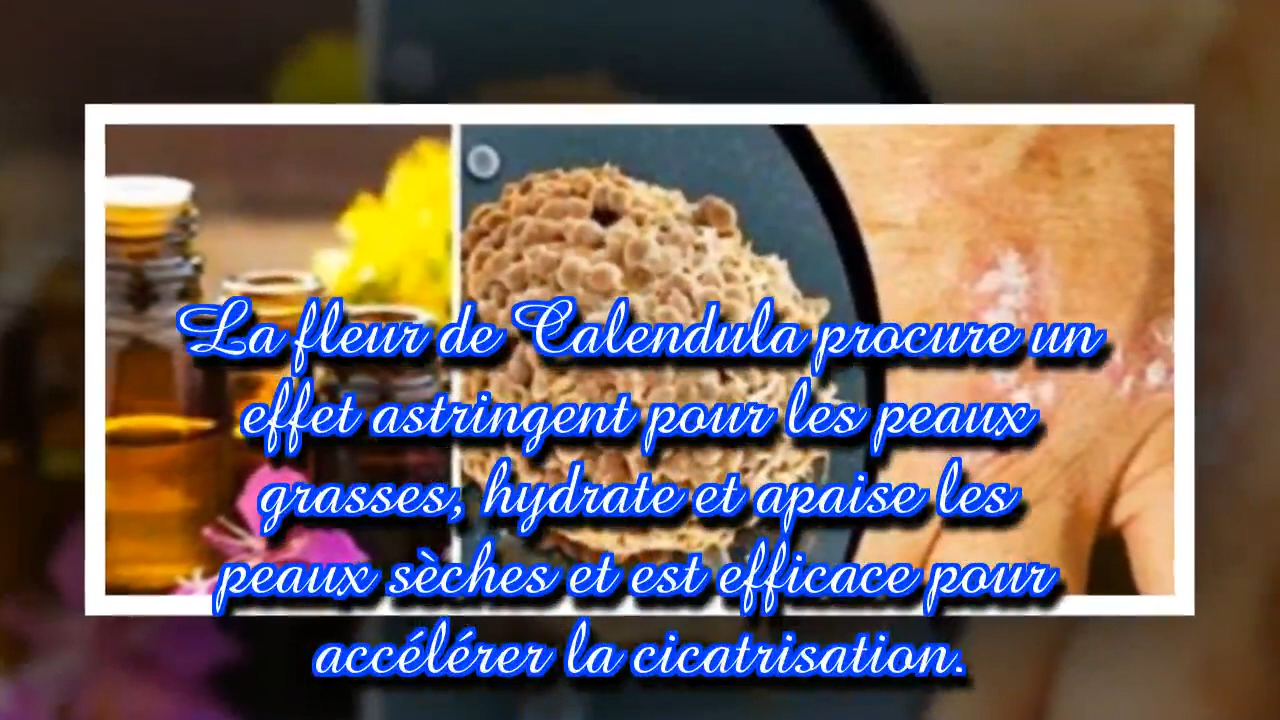 La fleur de Calendula procure un
effet astringent pour les peaux
grasses, hydrate et apaise les
peaux sèches et est efficace pour
accélérer la cicatrisation.